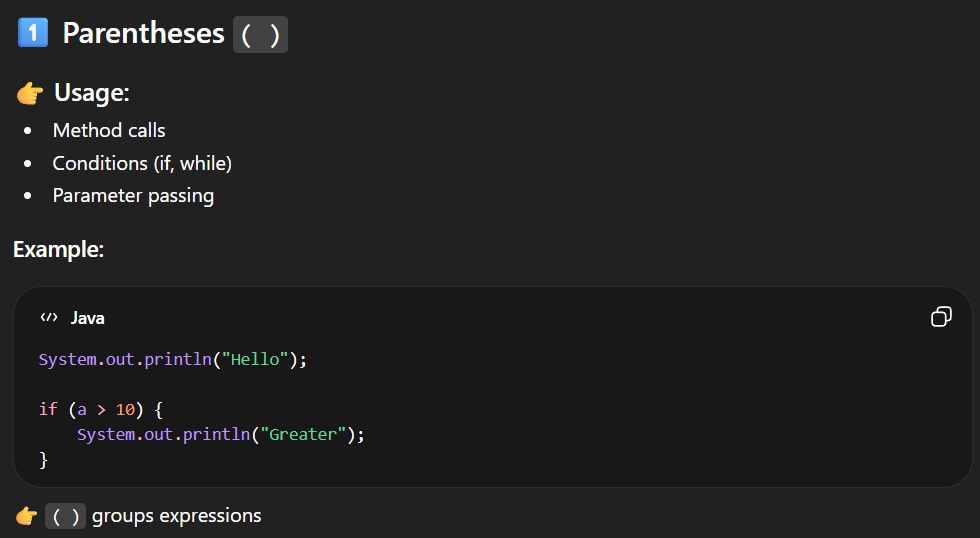 1 Parentheses ( )
👉 Usage:
• Method calls
• Conditions (if, while)
• Parameter passing
Example:
</> Java
System.out.println("Hello");
if (a > 10) {
    System.out.println("Greater");
}
👉 ( ) groups expressions